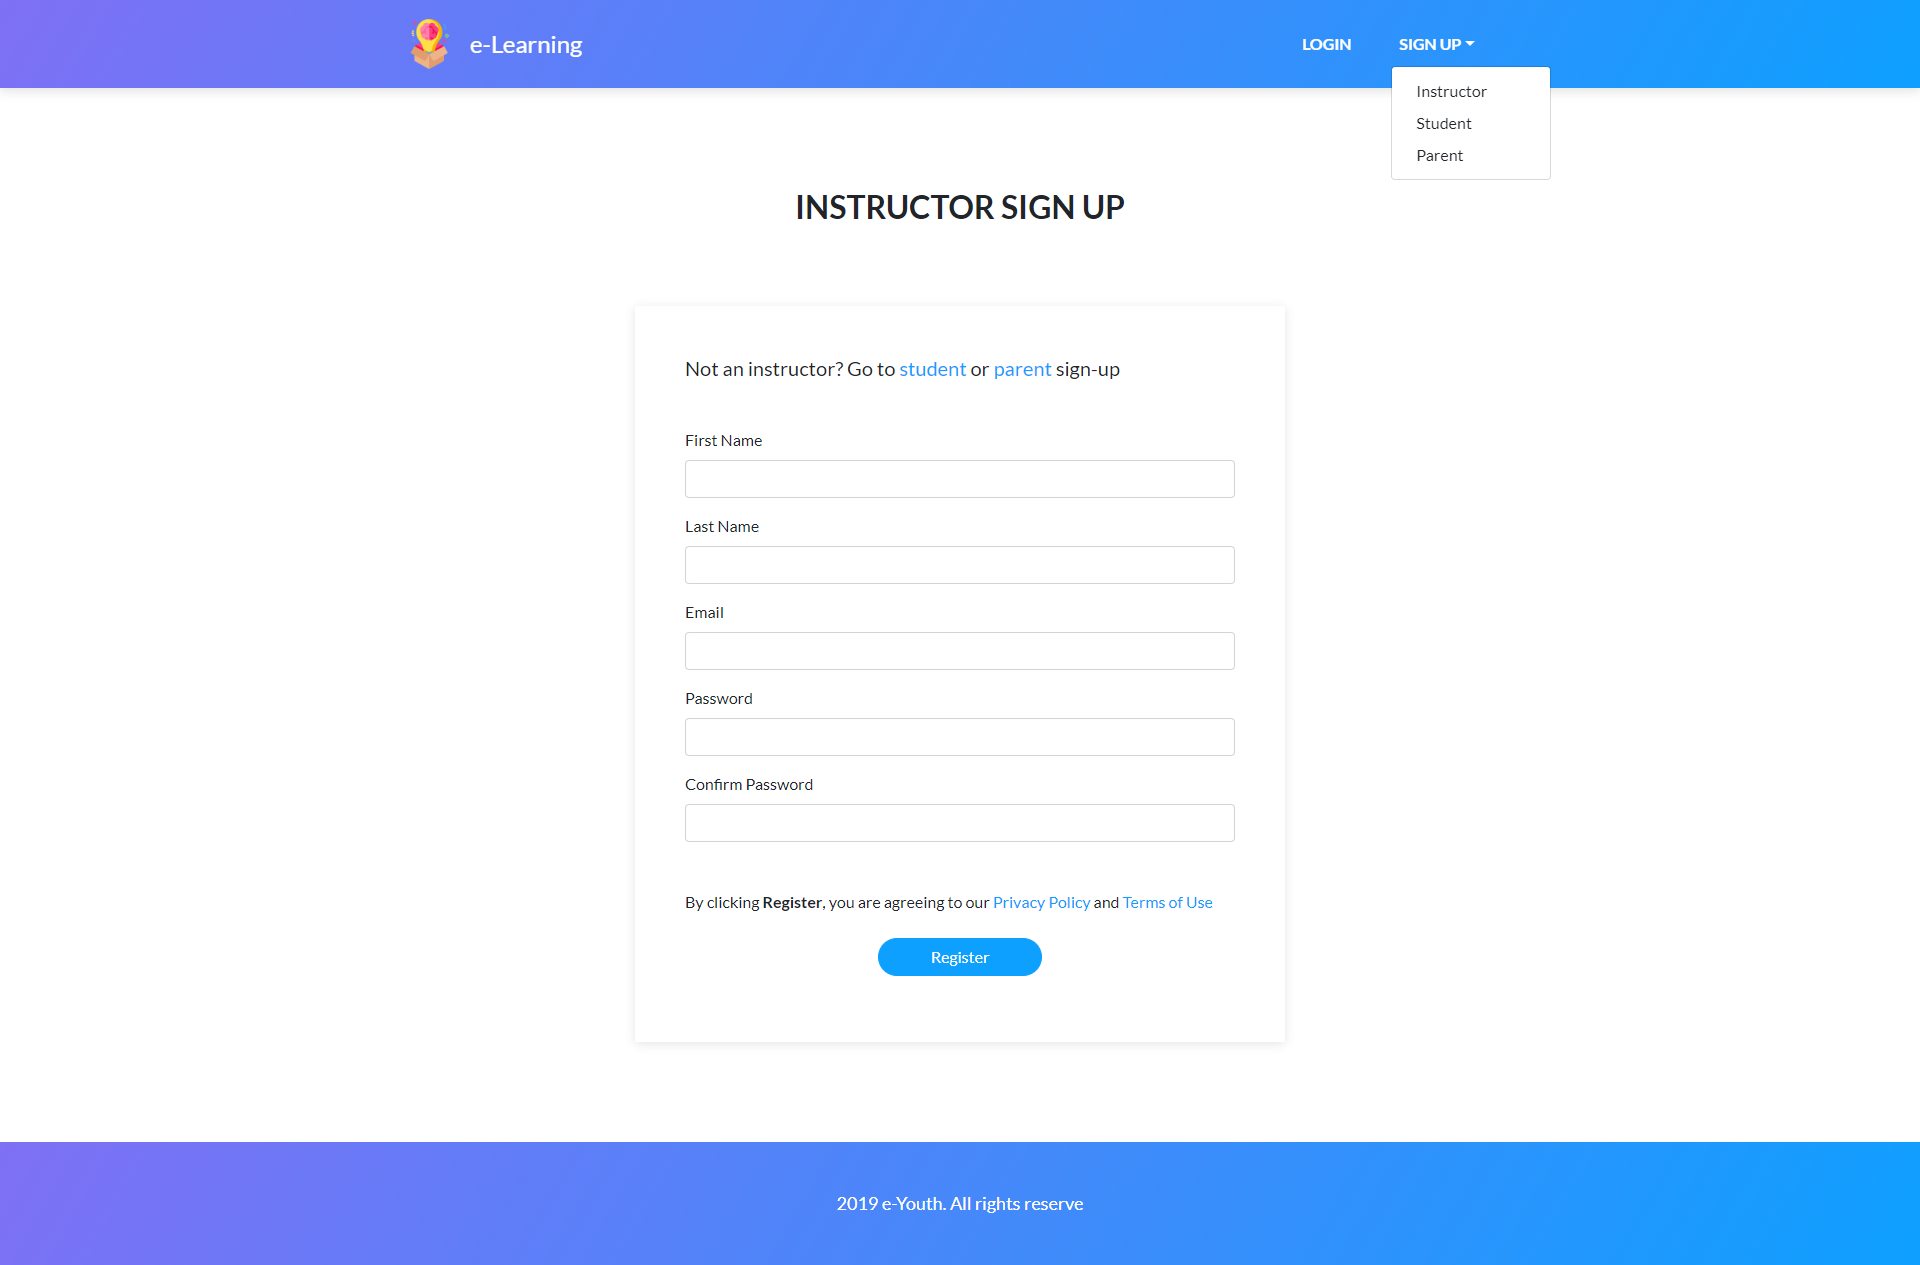 e-Learning
LOGIN
SIGN UP
Instructor
Student
Parent
INSTRUCTOR SIGN UP
Not an instructor? Go to student or parent sign-up
First Name
Last Name
Email
Password
Confirm Password
By clicking Register, you are agreeing to our Privacy Policy and Terms of Use
Register
2019 e-Youth. All rights reserve